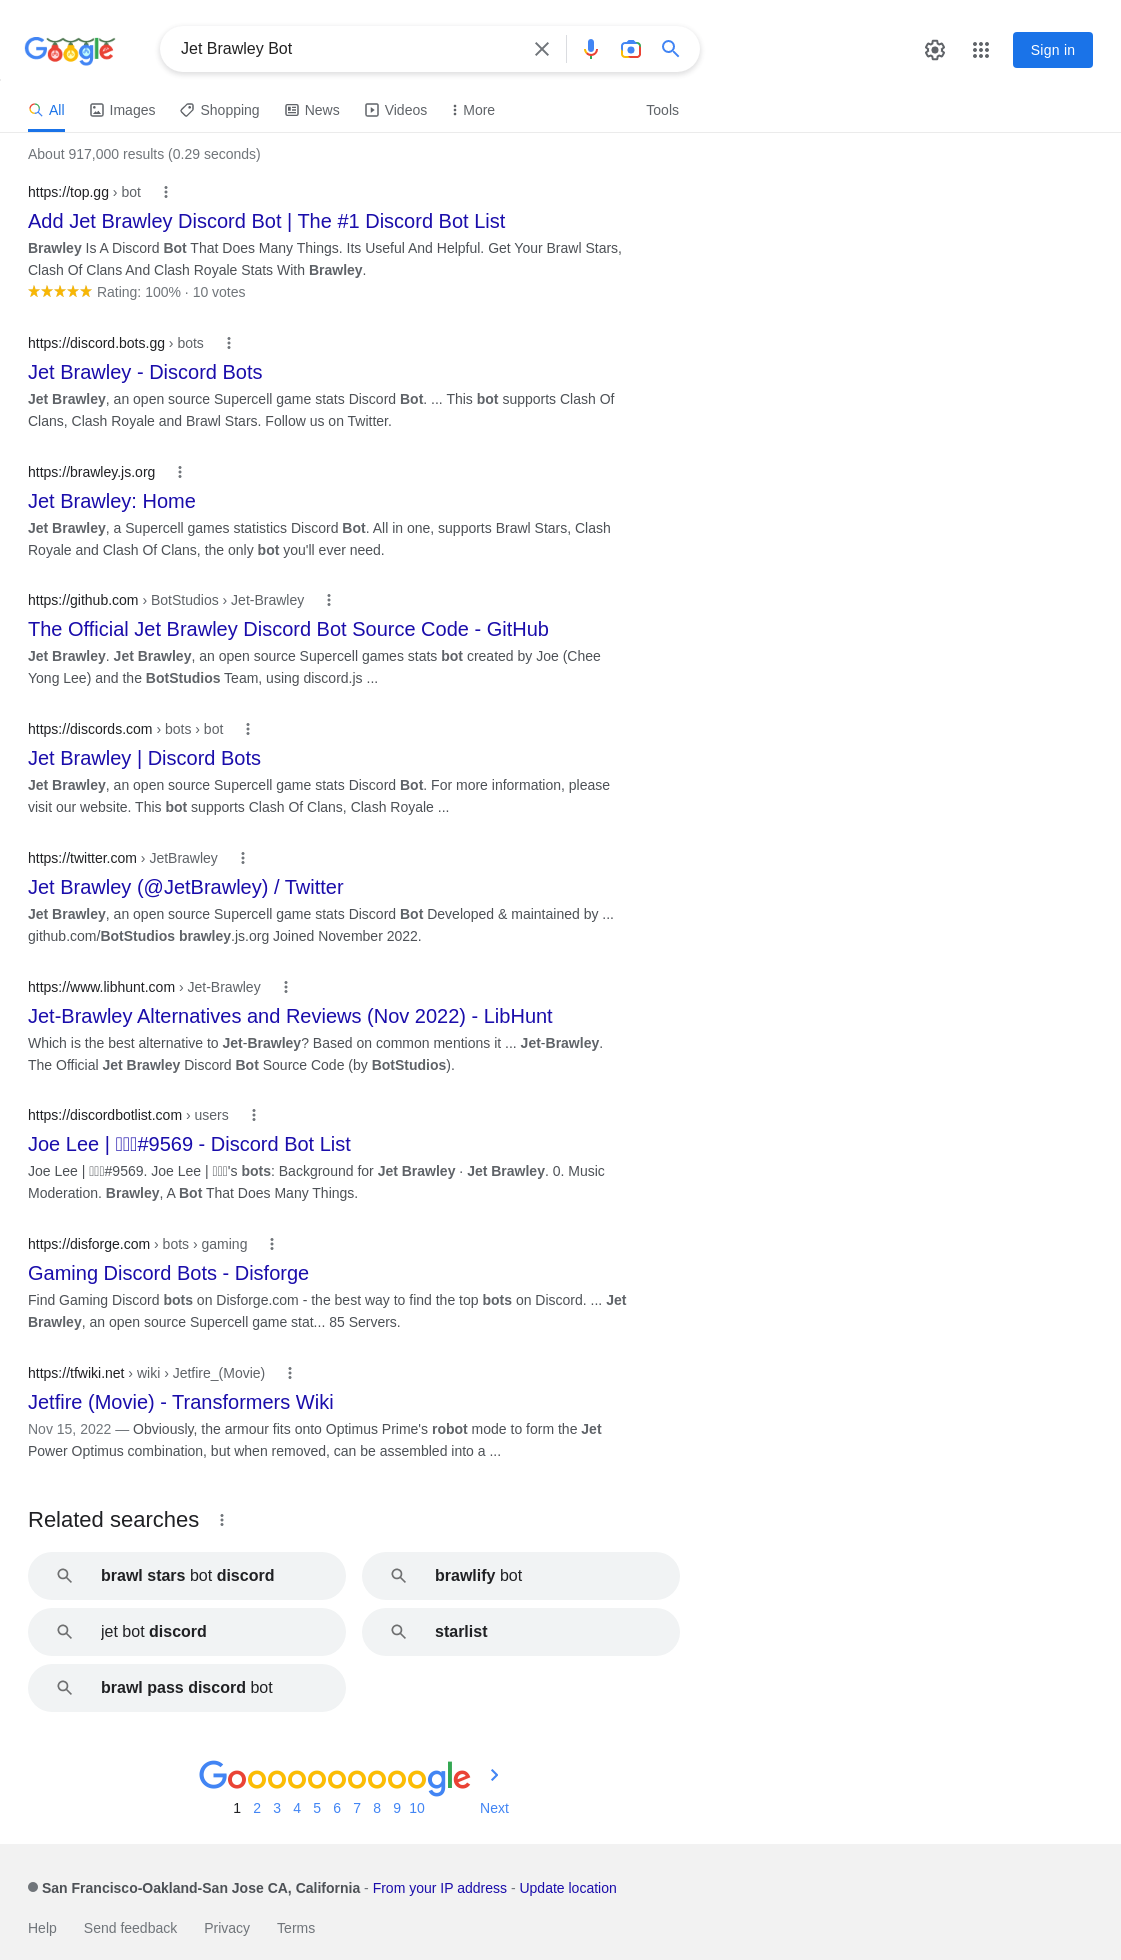 Google
Jet Brawley Bot
Sign in
All Images Shopping News Videos More Tools
About 917,000 results (0.29 seconds)
https://top.gg › bot
Add Jet Brawley Discord Bot | The #1 Discord Bot List
Brawley Is A Discord Bot That Does Many Things. Its Useful And Helpful. Get Your Brawl Stars,
Clash Of Clans And Clash Royale Stats With Brawley.
Rating: 100% · 10 votes
https://discord.bots.gg › bots
Jet Brawley - Discord Bots
Jet Brawley, an open source Supercell game stats Discord Bot. ... This bot supports Clash Of
Clans, Clash Royale and Brawl Stars. Follow us on Twitter.
https://brawley.js.org
Jet Brawley: Home
Jet Brawley, a Supercell games statistics Discord Bot. All in one, supports Brawl Stars, Clash
Royale and Clash Of Clans, the only bot you'll ever need.
https://github.com › BotStudios › Jet-Brawley
The Official Jet Brawley Discord Bot Source Code - GitHub
Jet Brawley. Jet Brawley, an open source Supercell games stats bot created by Joe (Chee
Yong Lee) and the BotStudios Team, using discord.js ...
https://discords.com › bots › bot
Jet Brawley | Discord Bots
Jet Brawley, an open source Supercell game stats Discord Bot. For more information, please
visit our website. This bot supports Clash Of Clans, Clash Royale ...
https://twitter.com › JetBrawley
Jet Brawley (@JetBrawley) / Twitter
Jet Brawley, an open source Supercell game stats Discord Bot Developed & maintained by ...
github.com/BotStudios brawley.js.org Joined November 2022.
https://www.libhunt.com › Jet-Brawley
Jet-Brawley Alternatives and Reviews (Nov 2022) - LibHunt
Which is the best alternative to Jet-Brawley? Based on common mentions it ... Jet-Brawley.
The Official Jet Brawley Discord Bot Source Code (by BotStudios).
https://discordbotlist.com › users
Joe Lee | #9569 - Discord Bot List
Joe Lee | #9569. Joe Lee | 's bots: Background for Jet Brawley · Jet Brawley. 0. Music
Moderation. Brawley, A Bot That Does Many Things.
https://disforge.com › bots › gaming
Gaming Discord Bots - Disforge
Find Gaming Discord bots on Disforge.com - the best way to find the top bots on Discord. ... Jet
Brawley, an open source Supercell game stat... 85 Servers.
https://tfwiki.net › wiki › Jetfire_(Movie)
Jetfire (Movie) - Transformers Wiki
Nov 15, 2022 — Obviously, the armour fits onto Optimus Prime's robot mode to form the Jet
Power Optimus combination, but when removed, can be assembled into a ...
Related searches
brawl stars bot discord
brawlify bot
jet bot discord
starlist
brawl pass discord bot
Goooooooooogle
1 2 3 4 5 6 7 8 9 10 Next
San Francisco-Oakland-San Jose CA, California - From your IP address - Update location
Help Send feedback Privacy Terms